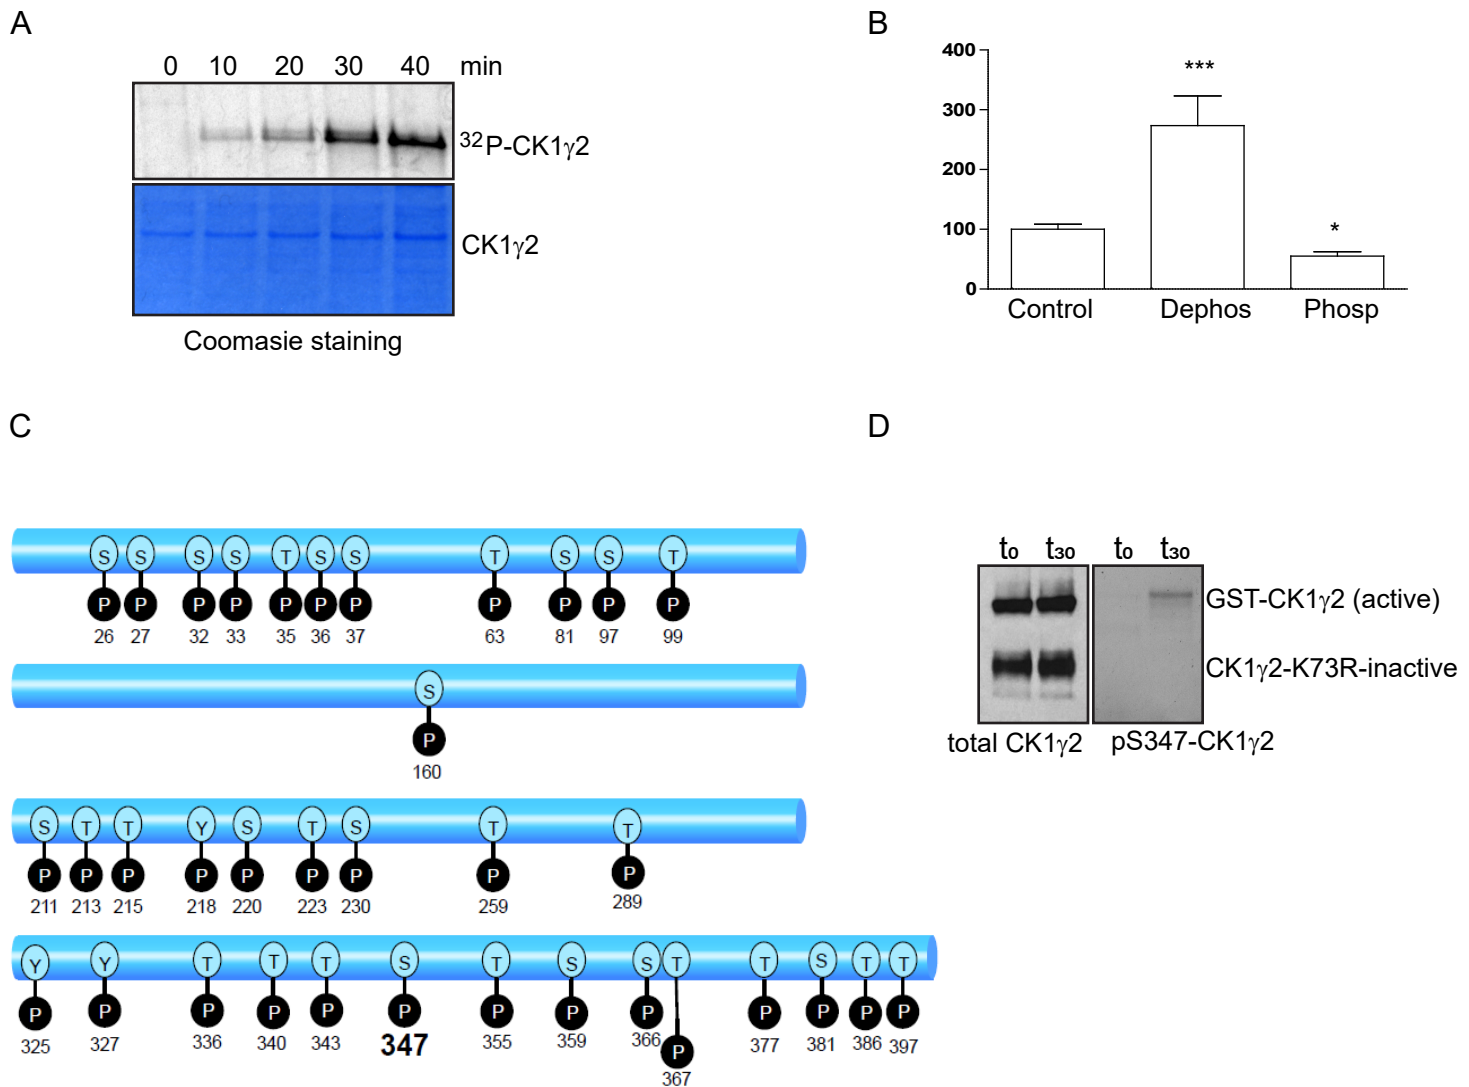 A
0 10 20 30 40 min
32P-CK1γ2
CK1γ2
Coomasie staining
B
400
300
200
100
0
***
*
Control Dephos Phosp
C
S S S S T S S T S S T
P P P P P P P P P P P
26 27 32 33 35 36 37 63 81 97 99
S
P
160
S T T Y S T S T T
P P P P P P P P P
211 213 215 218 220 223 230 259 289
Y Y T T T S T S S T T S T T
P P P P P P P P P P P P P P
325 327 336 340 343 347 355 359 366 367 377 381 386 397
D
t0 t30 t0 t30
GST-CK1γ2 (active)
CK1γ2-K73R-inactive
total CK1γ2 pS347-CK1γ2